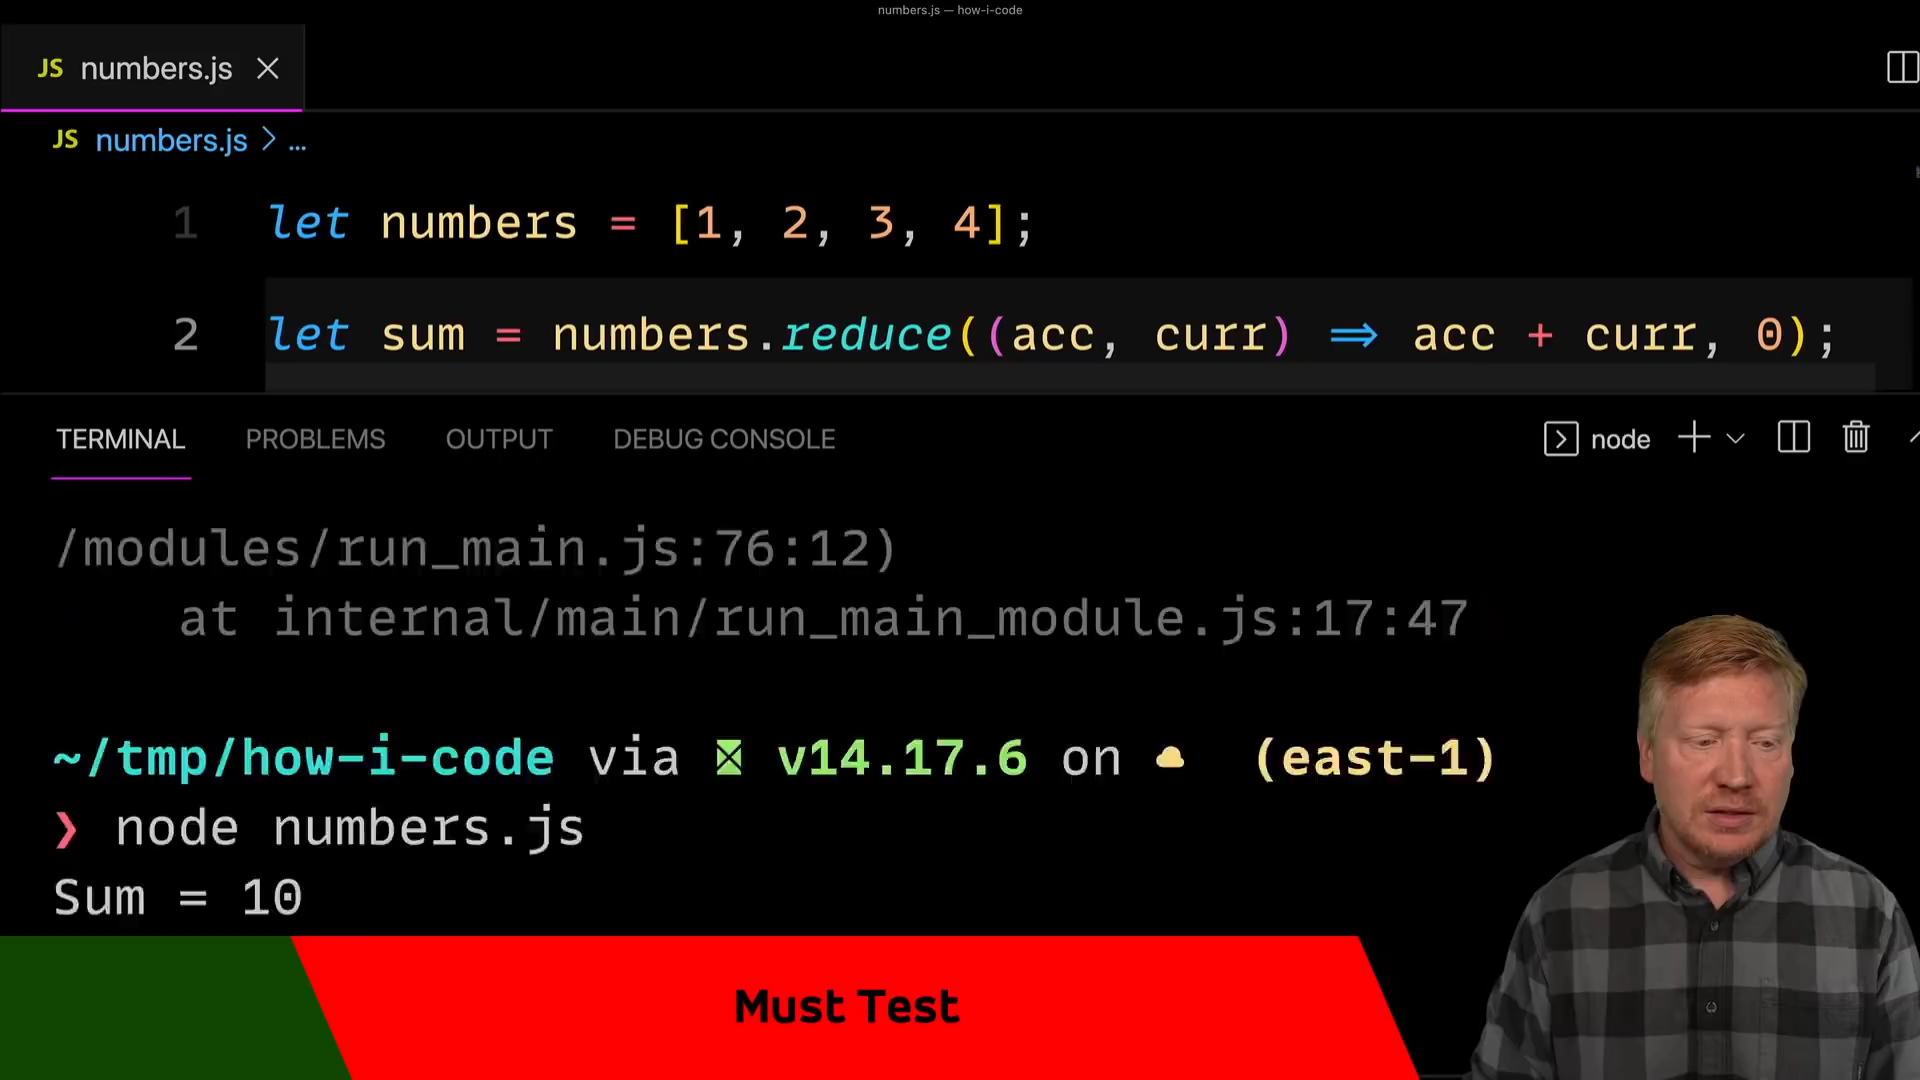 numbers.js — how-i-code
JS numbers.js
JS numbers.js > ...
1 let numbers = [1, 2, 3, 4];
2 let sum = numbers.reduce((acc, curr) ⇒ acc + curr, 0);
TERMINAL PROBLEMS OUTPUT DEBUG CONSOLE node
/modules/run_main.js:76:12)
at internal/main/run_main_module.js:17:47
~/tmp/how-i-code via v14.17.6 on (east-1)
❯ node numbers.js
Sum = 10
Must Test